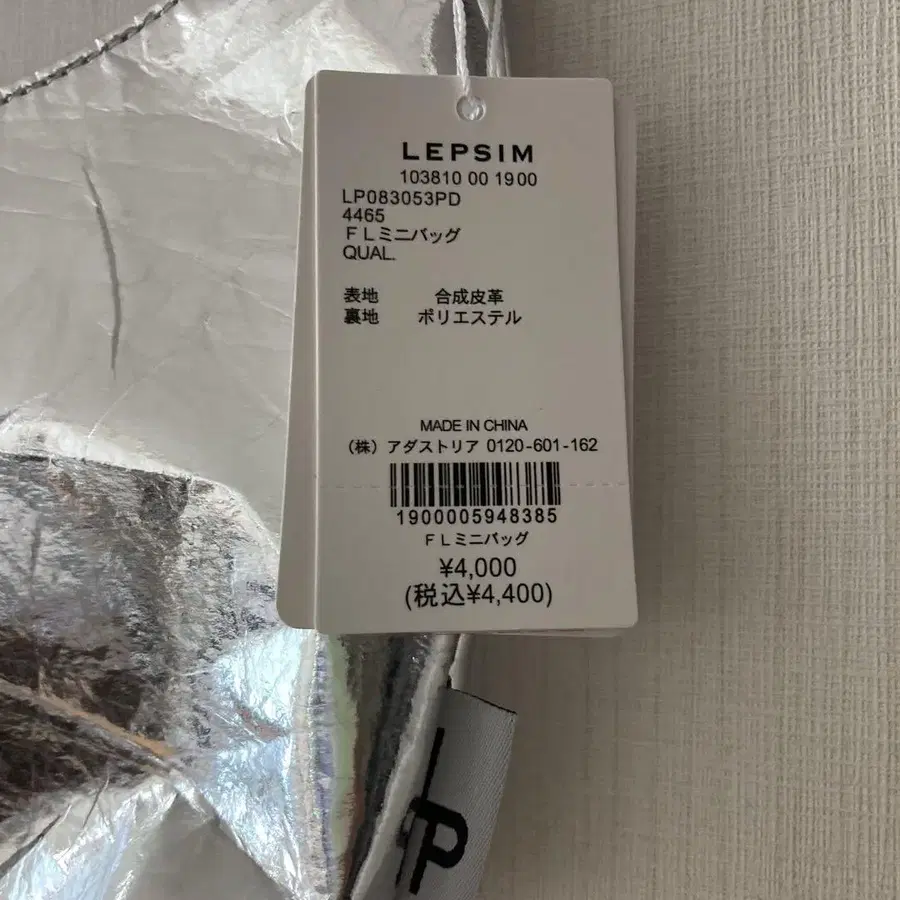 LEPSIM
103810 00 1900
LP083053PD
4465
FLミニバッグ
QUAL.
表地 合成皮革
裏地 ポリエステル
MADE IN CHINA
(株) アダストリア 0120-601-162
1900005948385
FLミニバッグ
¥4,000
(税込¥4,400)
P